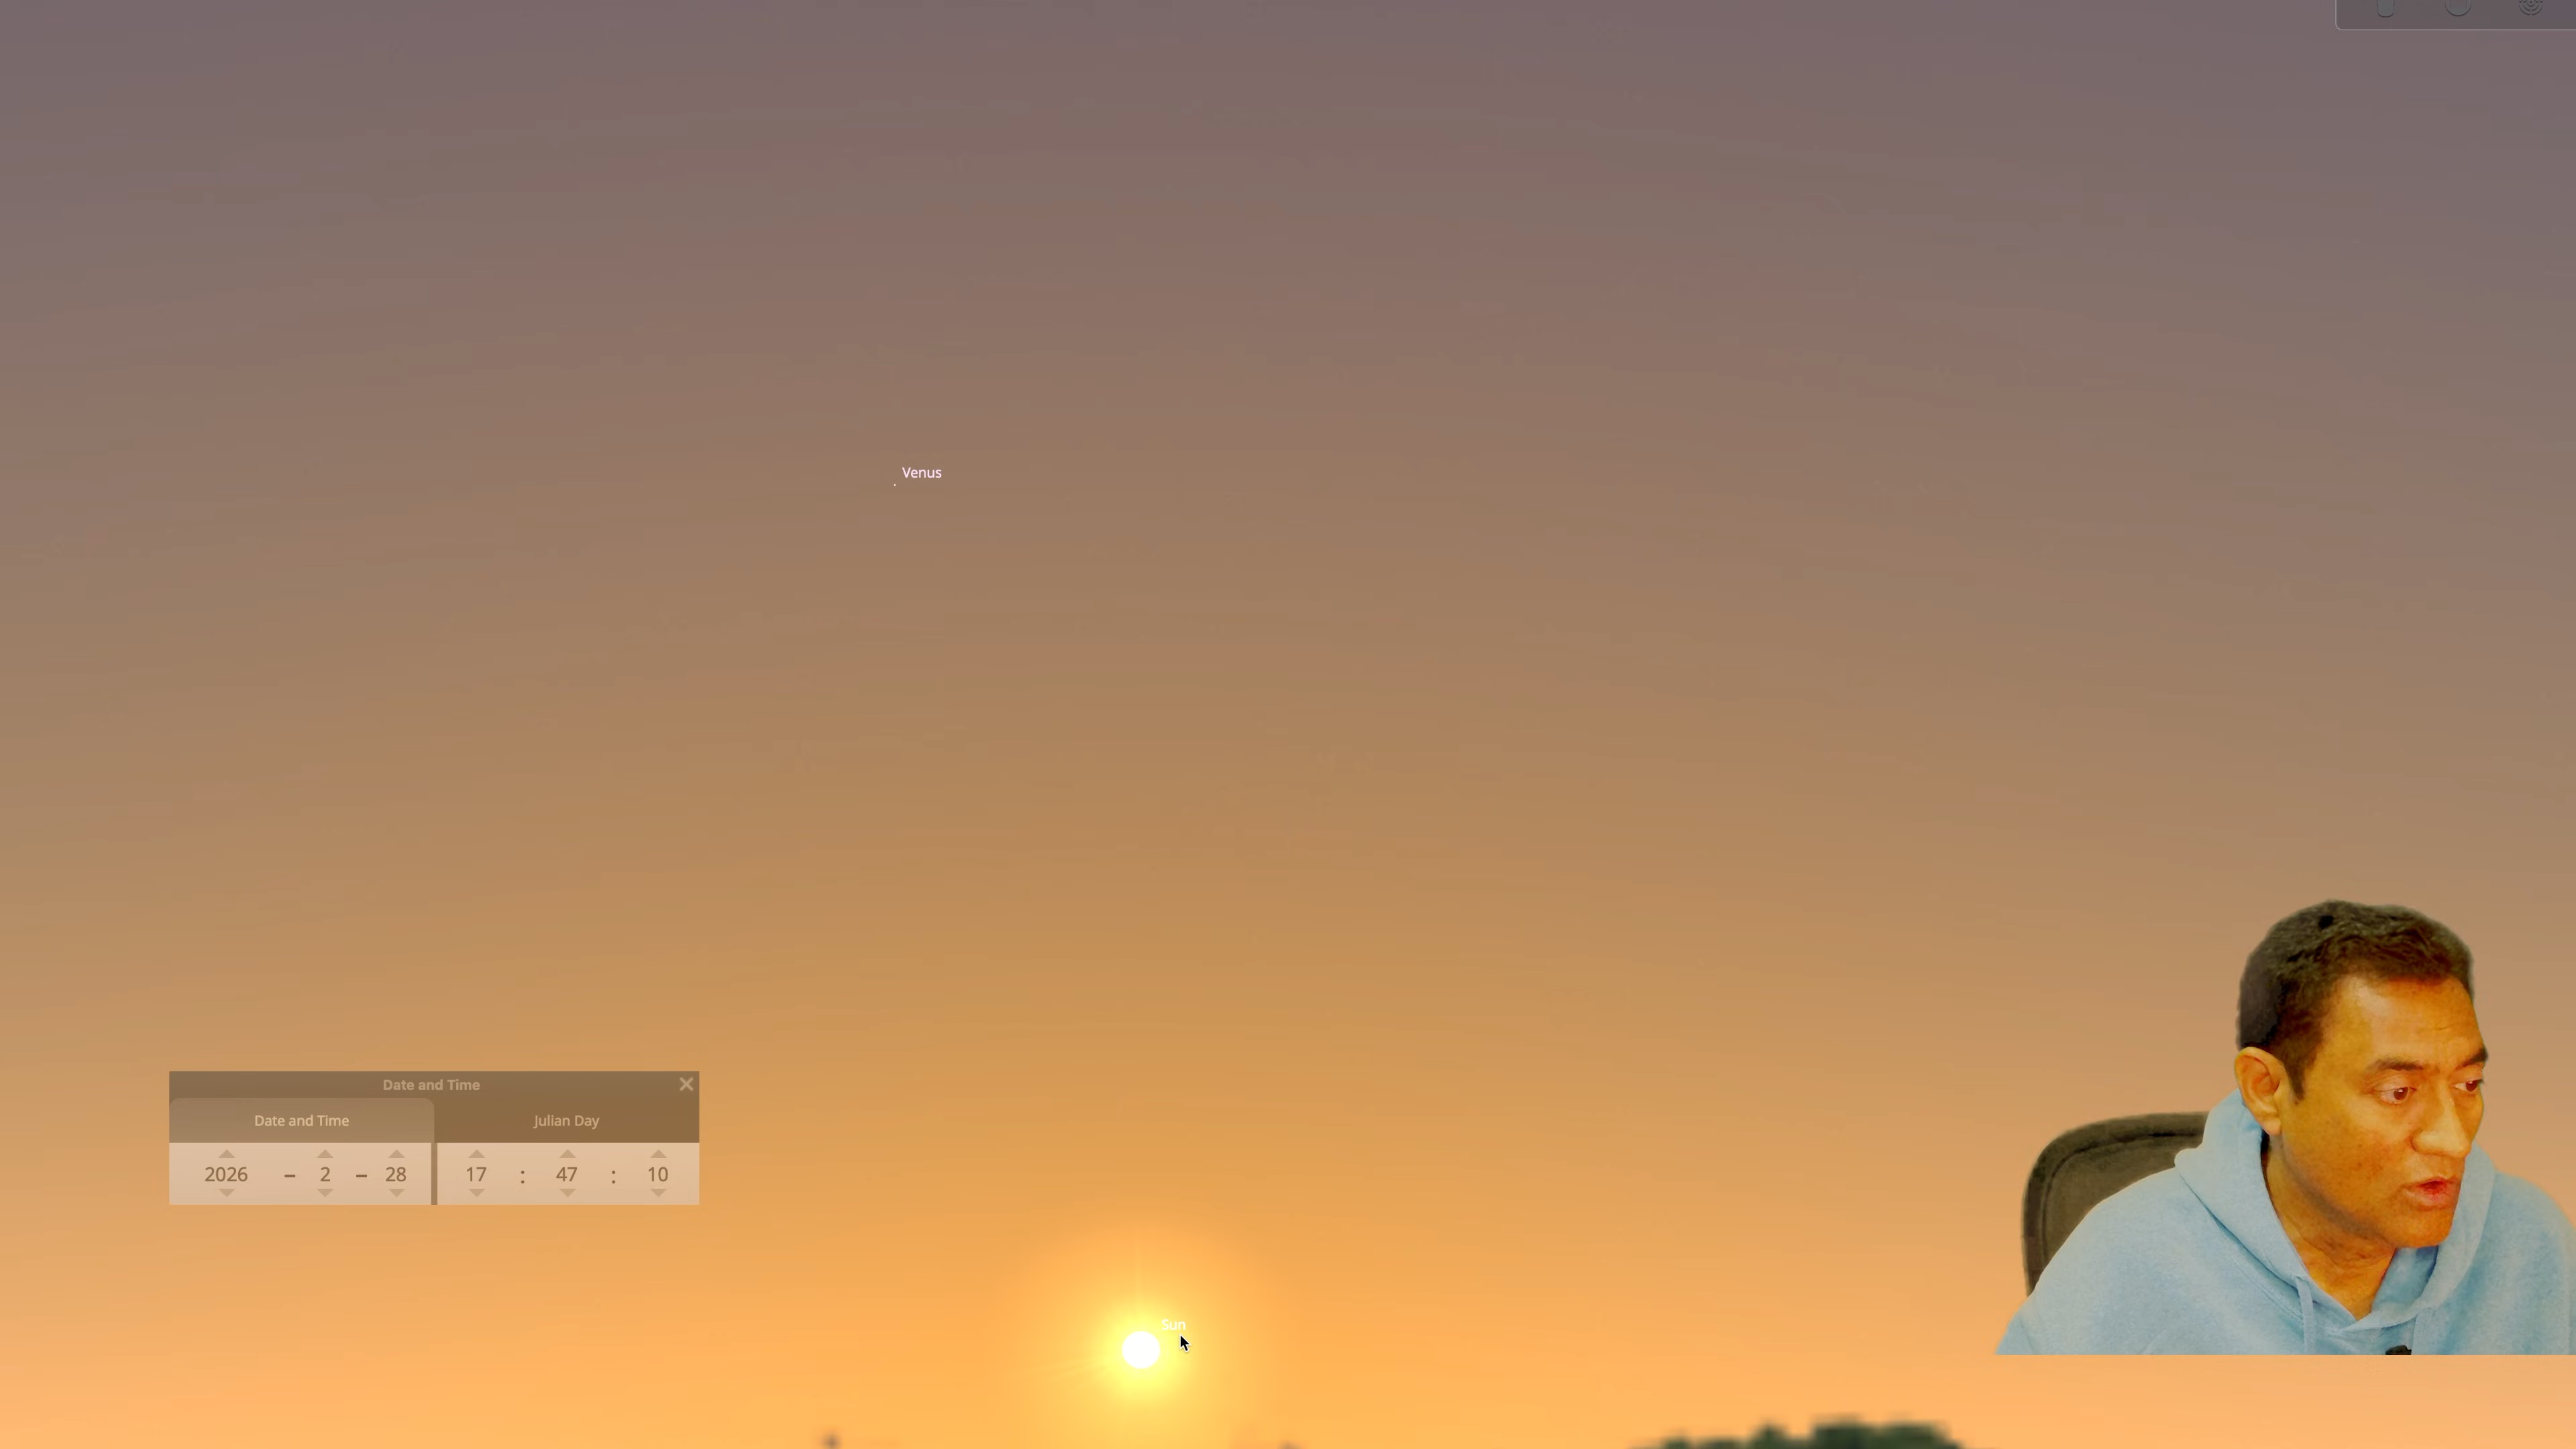 Venus
Date and Time
Date and Time Julian Day
2026 - 2 - 28 17 : 47 : 10
Sun